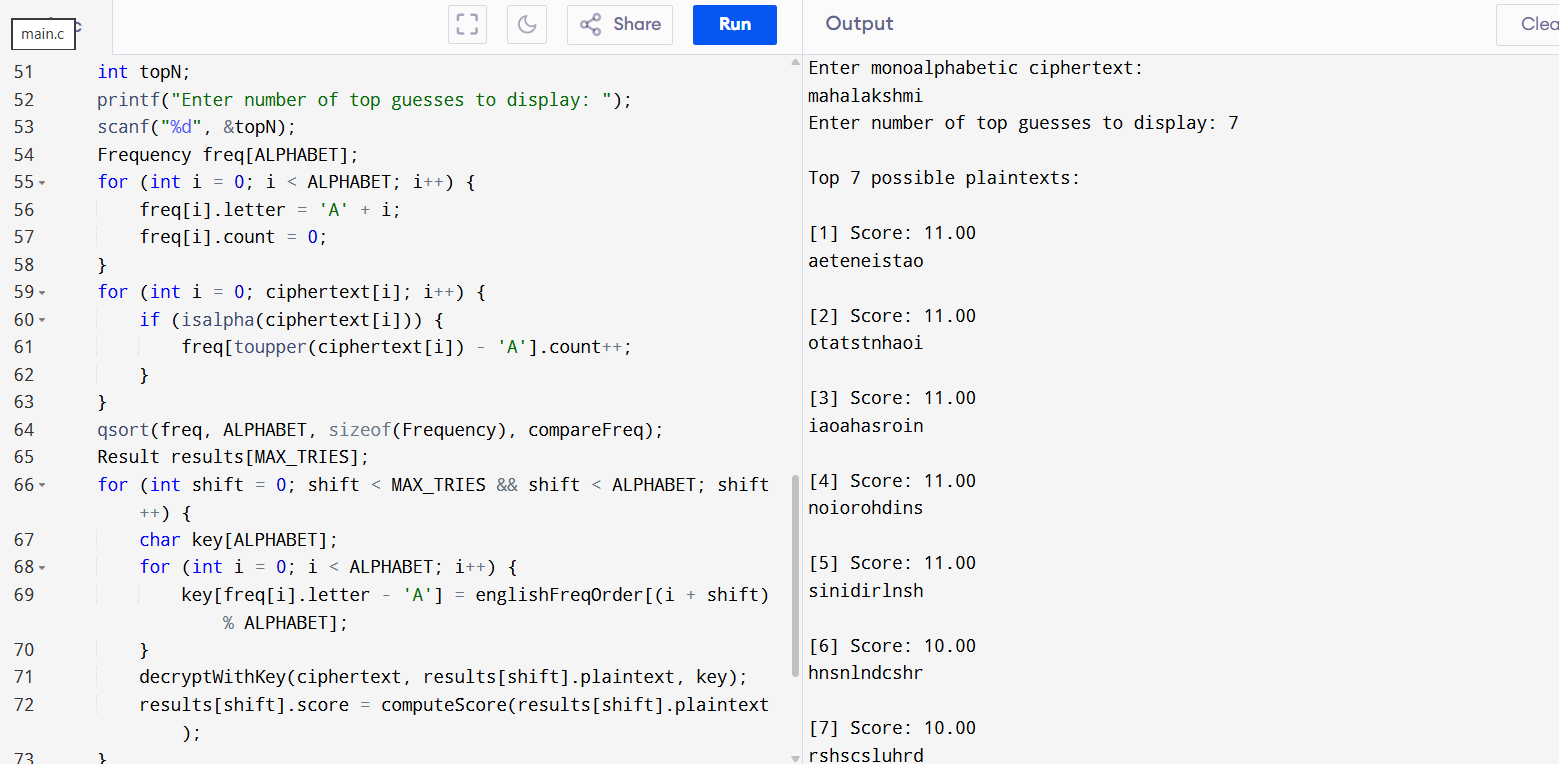 main.c
Share
Run
Output
Clea
51 int topN;
52 printf("Enter number of top guesses to display: ");
53 scanf("%d", &topN);
54 Frequency freq[ALPHABET];
55 for (int i = 0; i < ALPHABET; i++) {
56 freq[i].letter = 'A' + i;
57 freq[i].count = 0;
58 }
59 for (int i = 0; ciphertext[i]; i++) {
60 if (isalpha(ciphertext[i])) {
61 freq[toupper(ciphertext[i]) - 'A'].count++;
62 }
63 }
64 qsort(freq, ALPHABET, sizeof(Frequency), compareFreq);
65 Result results[MAX_TRIES];
66 for (int shift = 0; shift < MAX_TRIES && shift < ALPHABET; shift
++) {
67 char key[ALPHABET];
68 for (int i = 0; i < ALPHABET; i++) {
69 key[freq[i].letter - 'A'] = englishFreqOrder[(i + shift)
% ALPHABET];
70 }
71 decryptWithKey(ciphertext, results[shift].plaintext, key);
72 results[shift].score = computeScore(results[shift].plaintext
);
73 }
Enter monoalphabetic ciphertext:
mahalakshmi
Enter number of top guesses to display: 7
Top 7 possible plaintexts:
[1] Score: 11.00
aeteneistao
[2] Score: 11.00
otatstnhaoi
[3] Score: 11.00
iaoahasroin
[4] Score: 11.00
noiorohdins
[5] Score: 11.00
sinidirlnsh
[6] Score: 10.00
hnsnlndcshr
[7] Score: 10.00
rshscsluhrd